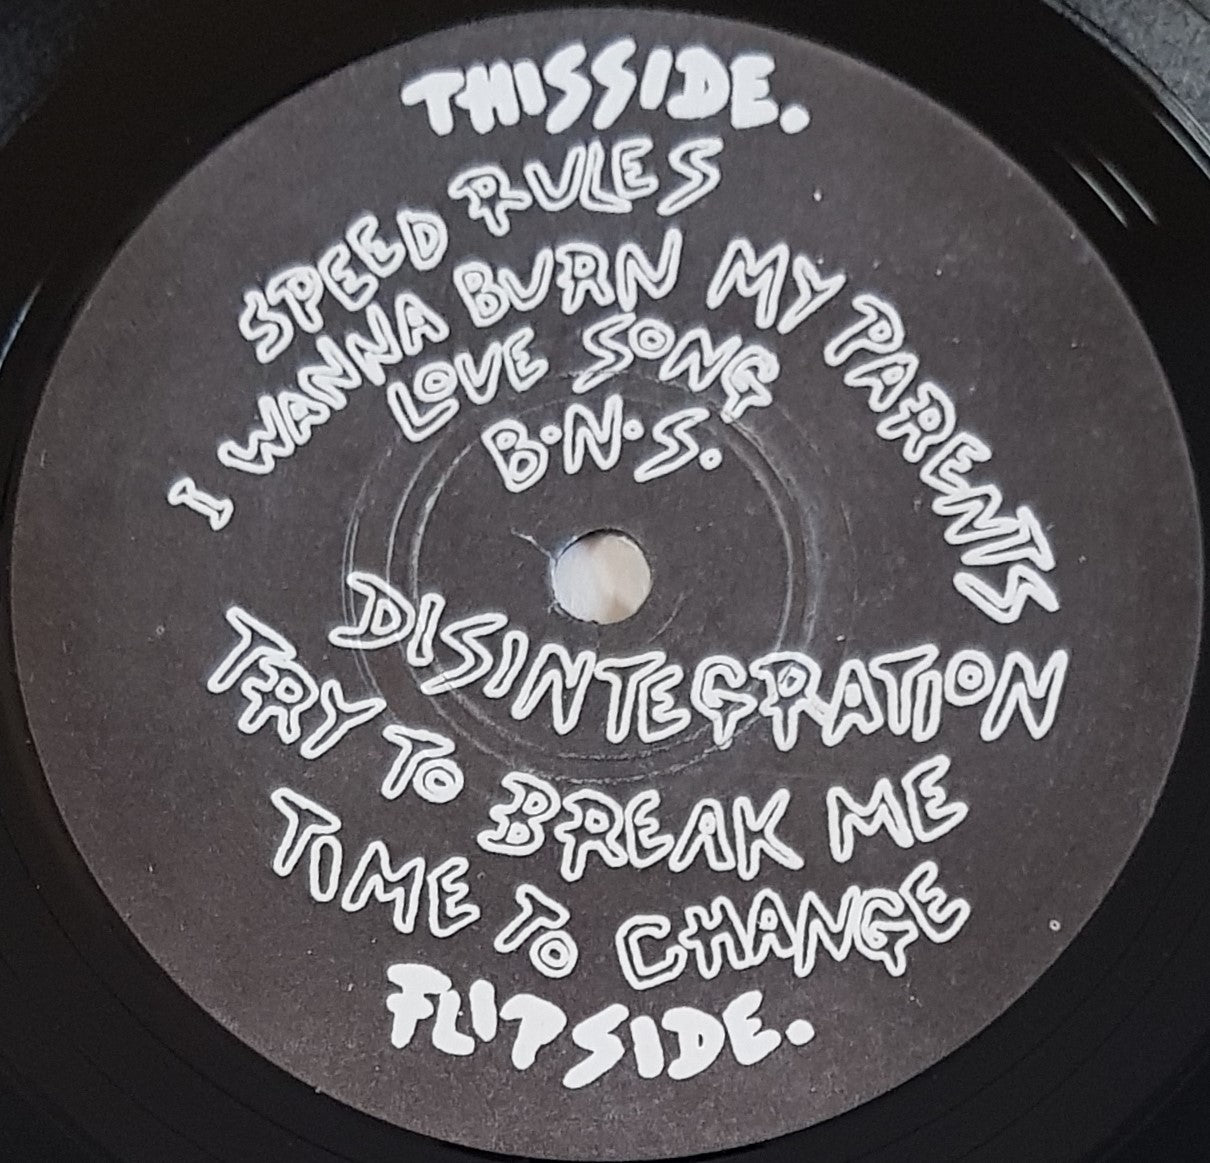 THISSIDE.
SPEED RULES
I WANNA BURN MY PARENTS
LOVE SONG
B.N.S.
DISINTEGRATION
TRY TO BREAK ME
TIME TO CHANGE
FLIPSIDE.